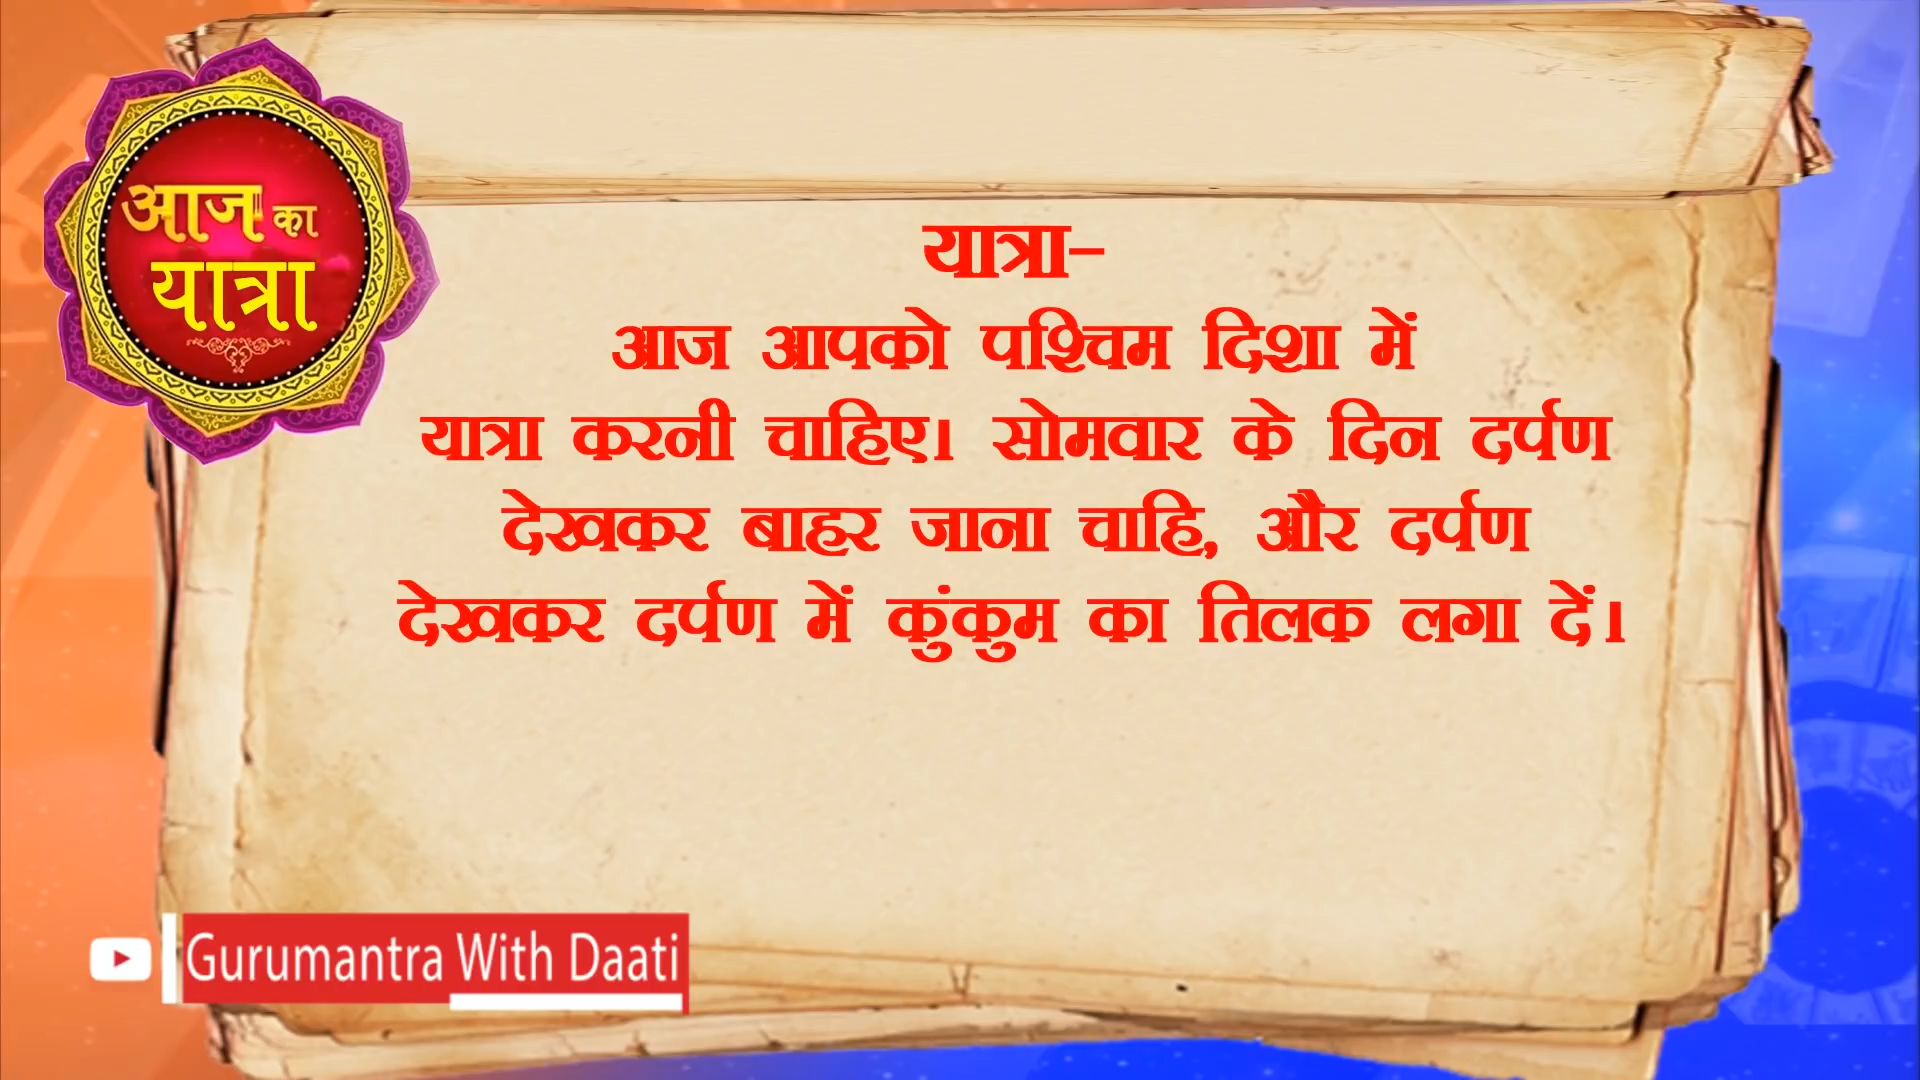 आज का
यात्रा
यात्रा-
आज आपको पश्चिम दिशा में
यात्रा करनी चाहिए। सोमवार के दिन दर्पण
देखकर बाहर जाना चाहि, और दर्पण
देखकर दर्पण में कुंकुम का तिलक लगा दें।
Gurumantra With Daati